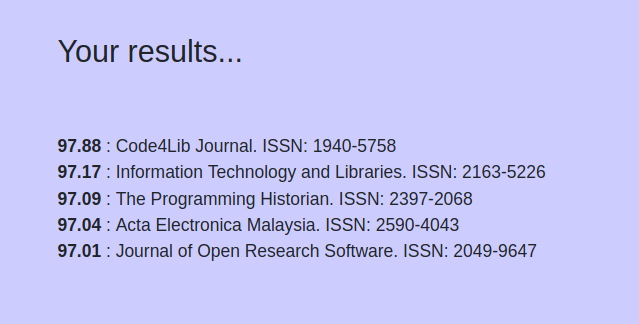 Your results...
97.88 : Code4Lib Journal. ISSN: 1940-5758
97.17 : Information Technology and Libraries. ISSN: 2163-5226
97.09 : The Programming Historian. ISSN: 2397-2068
97.04 : Acta Electronica Malaysia. ISSN: 2590-4043
97.01 : Journal of Open Research Software. ISSN: 2049-9647